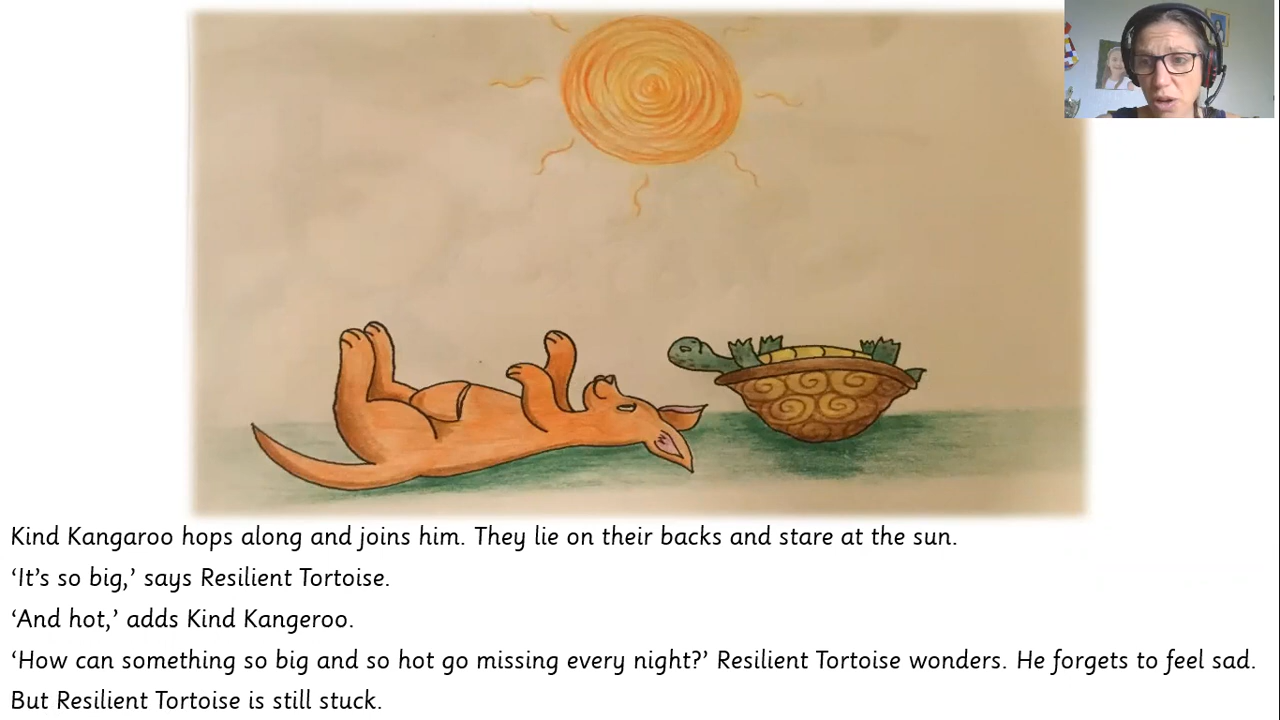 Kind Kangaroo hops along and joins him. They lie on their backs and stare at the sun.
‘It’s so big,’ says Resilient Tortoise.
‘And hot,’ adds Kind Kangeroo.
‘How can something so big and so hot go missing every night?’ Resilient Tortoise wonders. He forgets to feel sad.
But Resilient Tortoise is still stuck.